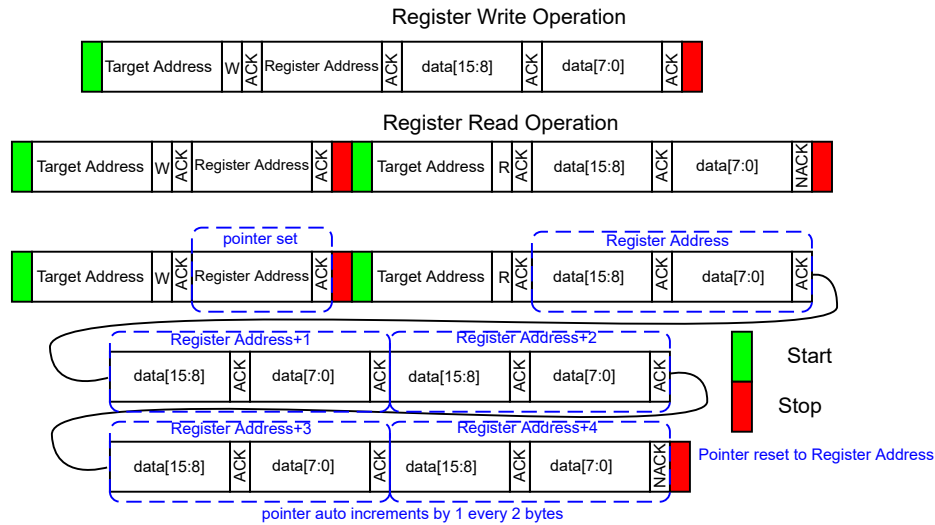 Register Write Operation
Target Address W ACK Register Address ACK data[15:8] ACK data[7:0] ACK
Register Read Operation
Target Address W ACK Register Address ACK Target Address R ACK data[15:8] ACK data[7:0] NACK
pointer set Register Address
Target Address W ACK Register Address ACK Target Address R ACK data[15:8] ACK data[7:0] ACK
Register Address+1 Register Address+2
data[15:8] ACK data[7:0] ACK data[15:8] ACK data[7:0] ACK
Start
Stop
Register Address+3 Register Address+4
data[15:8] ACK data[7:0] ACK data[15:8] ACK data[7:0] NACK
Pointer reset to Register Address
pointer auto increments by 1 every 2 bytes